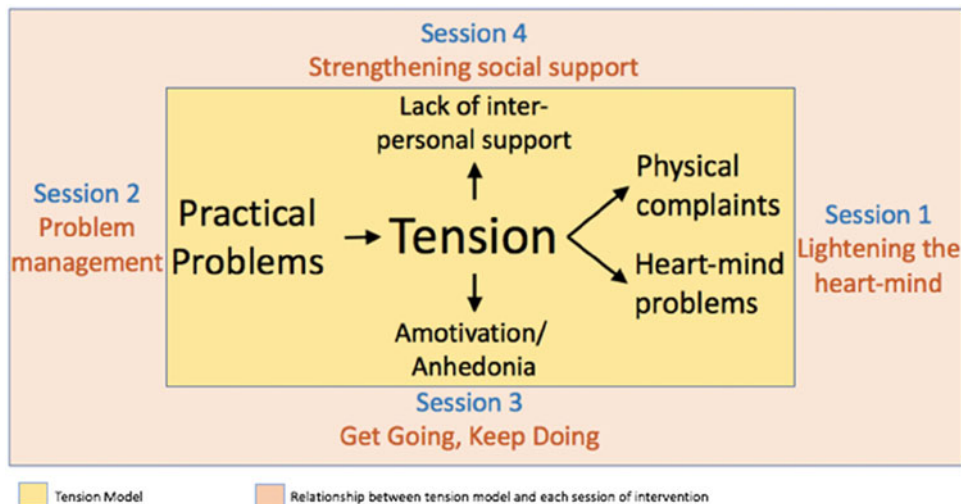 Session 4
Strengthening social support
Lack of inter-
personal support
Session 2
Problem
management
Practical
Problems
Tension
Physical
complaints
Heart-mind
problems
Session 1
Lightening the
heart-mind
Amotivation/
Anhedonia
Session 3
Get Going, Keep Doing
Tension Model
Relationship between tension model and each session of intervention